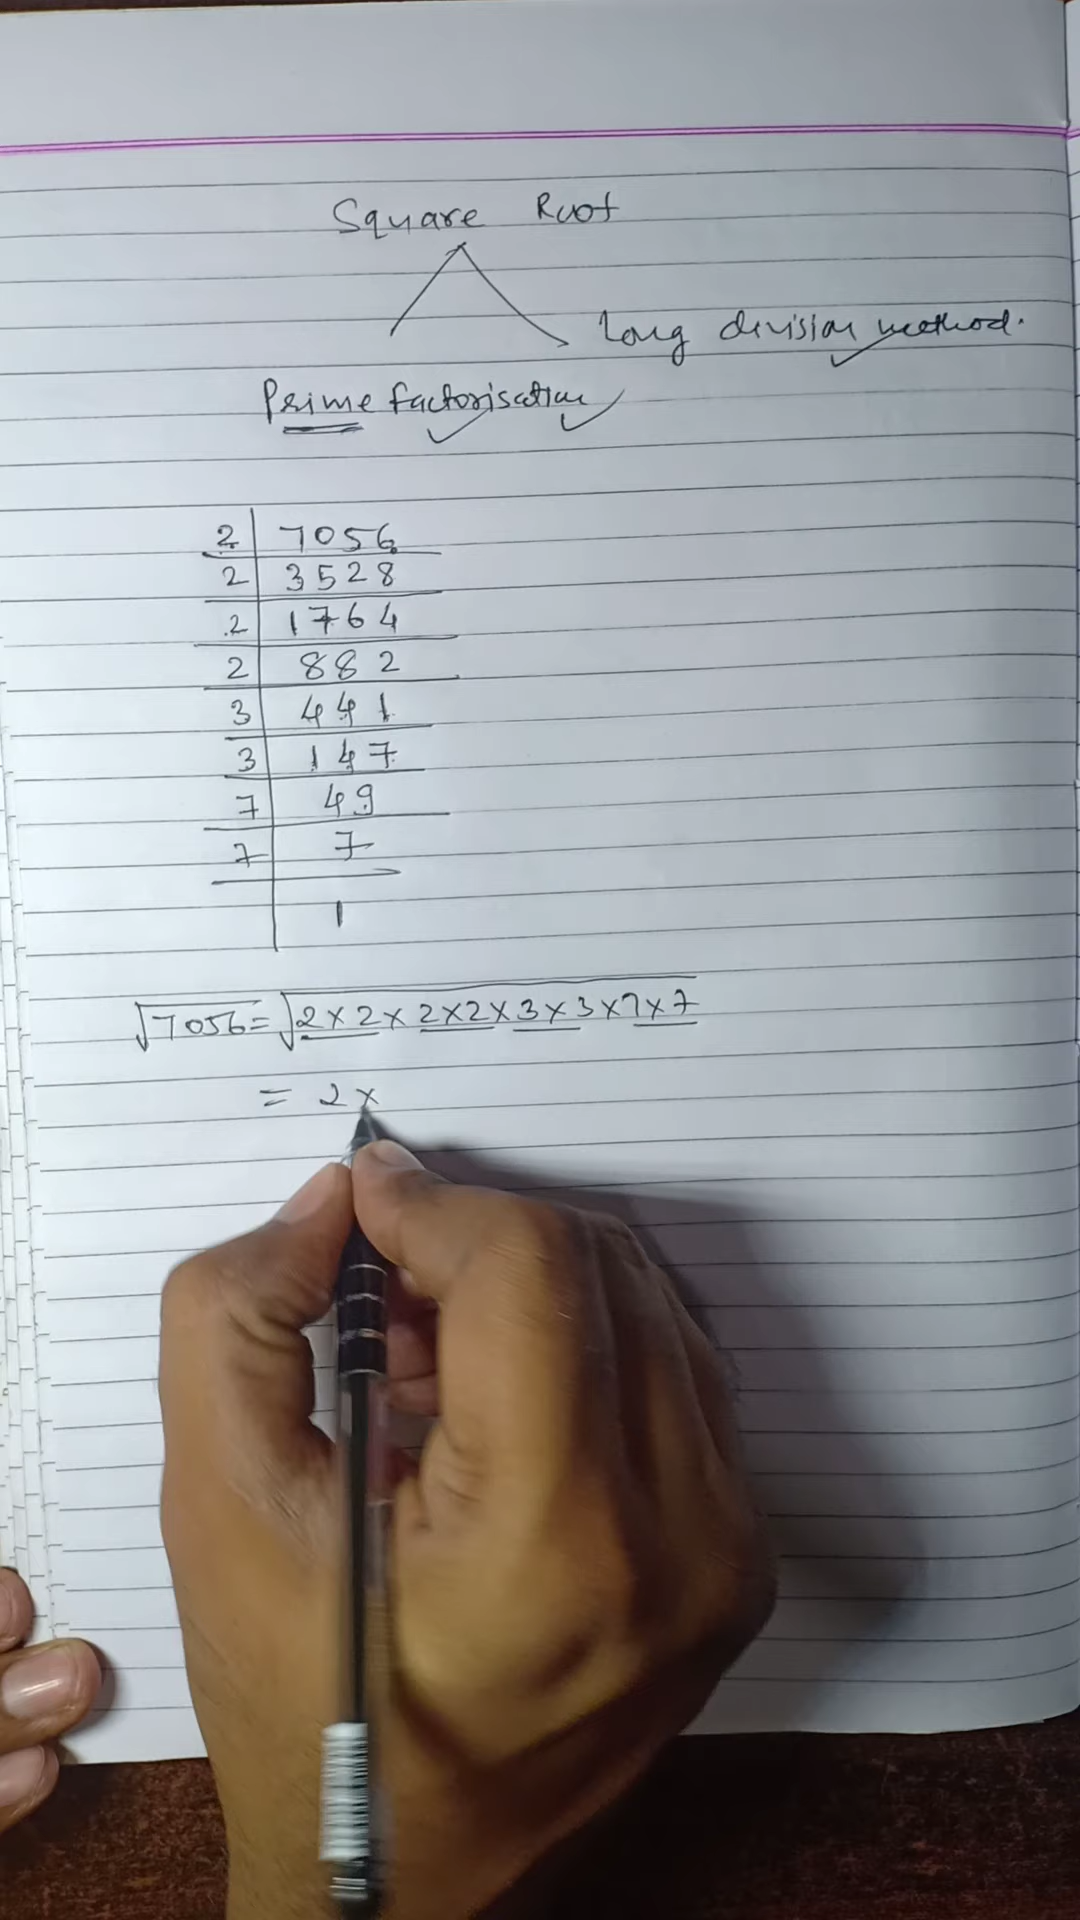 Square Root
Long division method.
Prime factorisation
2 7056
2 3528
2 1764
2 882
3 441
3 147
7 49
7 7
1
√7056 = √2×2×2×2×3×3×7×7
= 2×